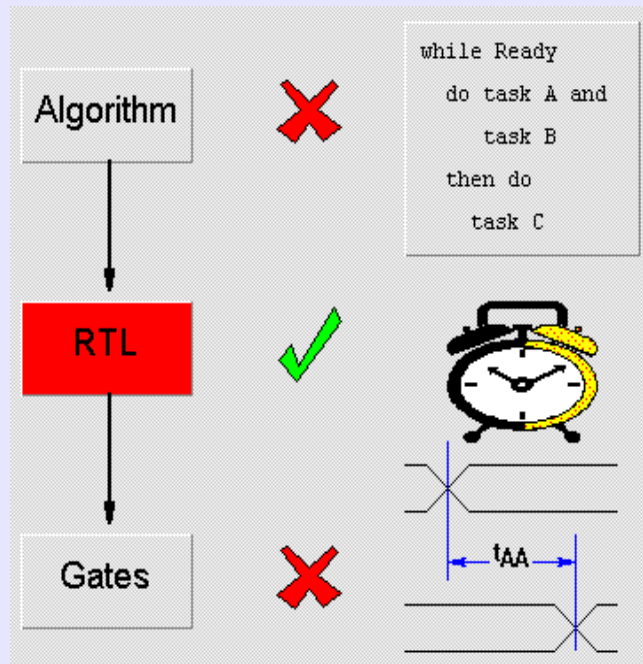 Algorithm
while Ready
do task A and
task B
then do
task C
RTL
Gates
tAA